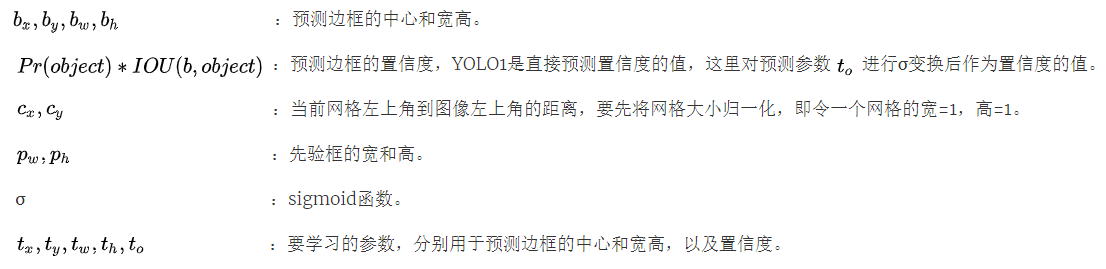 b_x, b_y, b_w, b_h ：预测边框的中心和宽高。
Pr(object) * IOU(b, object) ：预测边框的置信度，YOLO1是直接预测置信度的值，这里对预测参数 t_o 进行σ变换后作为置信度的值。
c_x, c_y ：当前网格左上角到图像左上角的距离，要先将网格大小归一化，即令一个网格的宽=1，高=1。
p_w, p_h ：先验框的宽和高。
σ ：sigmoid函数。
t_x, t_y, t_w, t_h, t_o ：要学习的参数，分别用于预测边框的中心和宽高，以及置信度。